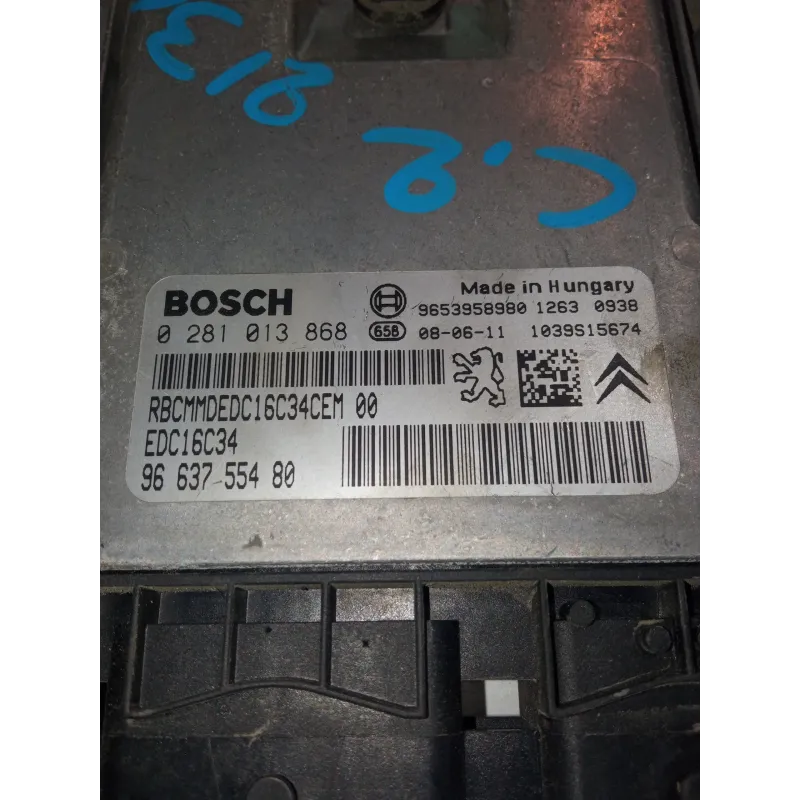 213
C.2
BOSCH
Made in Hungary
9653958980 1263 0938
0 281 013 868
658
08-06-11 1039S15674
RBCMMDEDC16C34CEM 00
EDC16C34
96 637 554 80